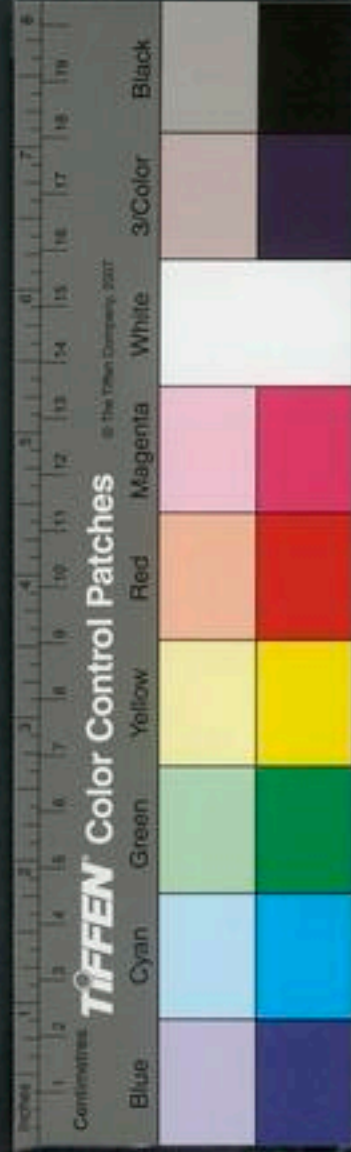 Inches 1 2 3 4 5 6 7 8
Centimetres 1 2 3 4 5 6 7 8 9 10 11 12 13 14 15 16 17 18 19
TIFFEN® Color Control Patches © The Tiffen Company, 2007
Blue Cyan Green Yellow Red Magenta White 3/Color Black